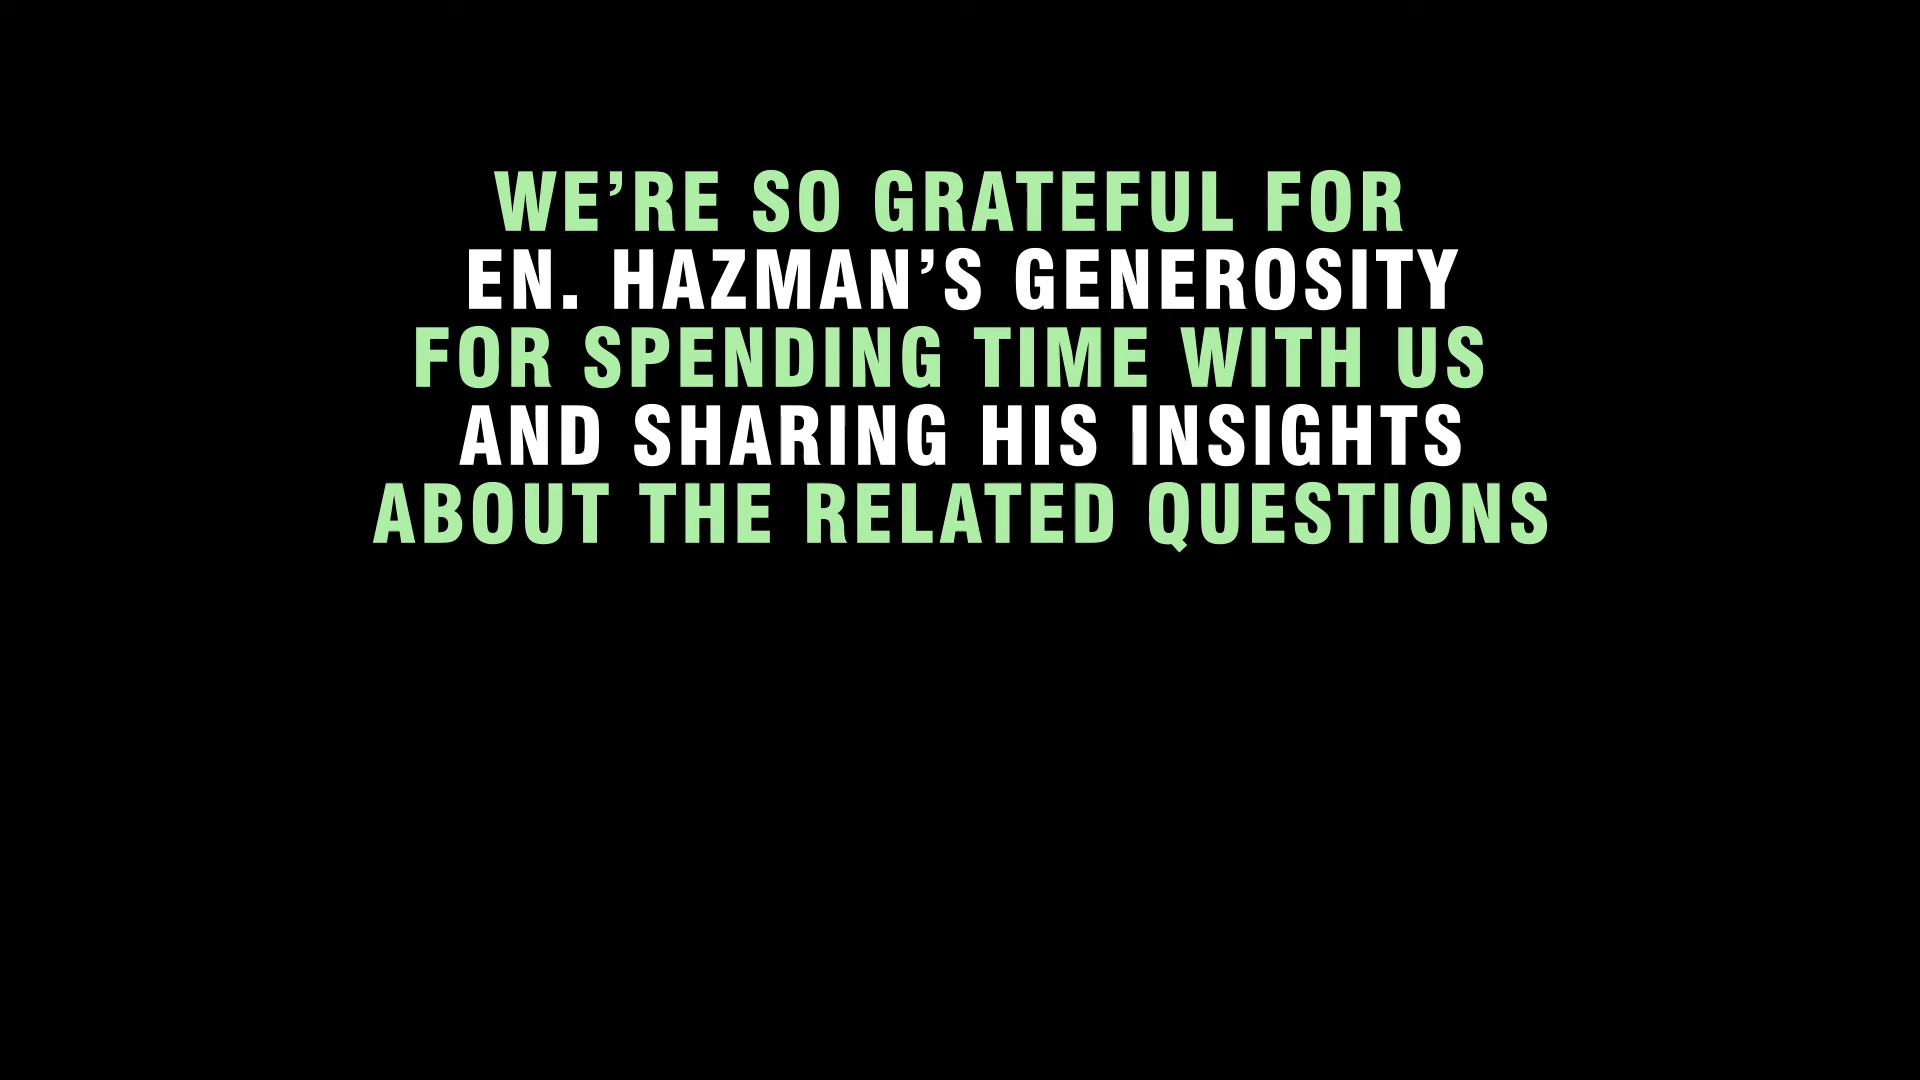 WE’RE SO GRATEFUL FOR
EN. HAZMAN’S GENEROSITY
FOR SPENDING TIME WITH US
AND SHARING HIS INSIGHTS
ABOUT THE RELATED QUESTIONS